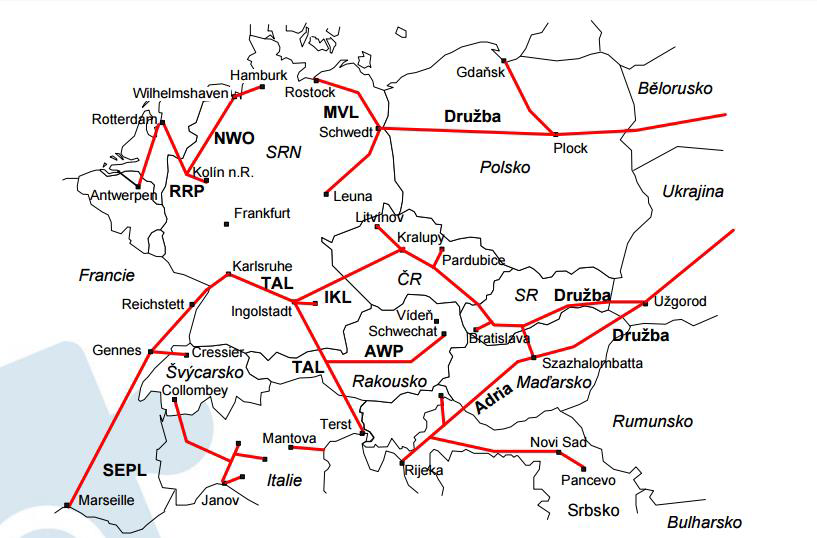 Gdaňsk
Hamburk
Bělorusko
Wilhelmshaven
Rostock
MVL
Družba
Rotterdam
Schwedt
NWO
SRN
Plock
Polsko
Kolín n.R.
RRP
Antwerpen
Leuna
Ukrajina
Frankfurt
Litvínov
Kralupy
Pardubice
Karlsruhe
Francie
TAL
ČR
IKL
SR
Družba
Reichstett
Ingolstadt
Užgorod
Vídeň
Schwechat
Bratislava
Družba
Gennes
Cressier
AWP
Szazhalombatta
Švýcarsko
TAL
Rakousko
Maďarsko
Collombey
Adria
Rumunsko
Terst
Mantova
Novi Sad
SEPL
Rijeka
Italie
Pancevo
Marseille
Janov
Srbsko
Bulharsko